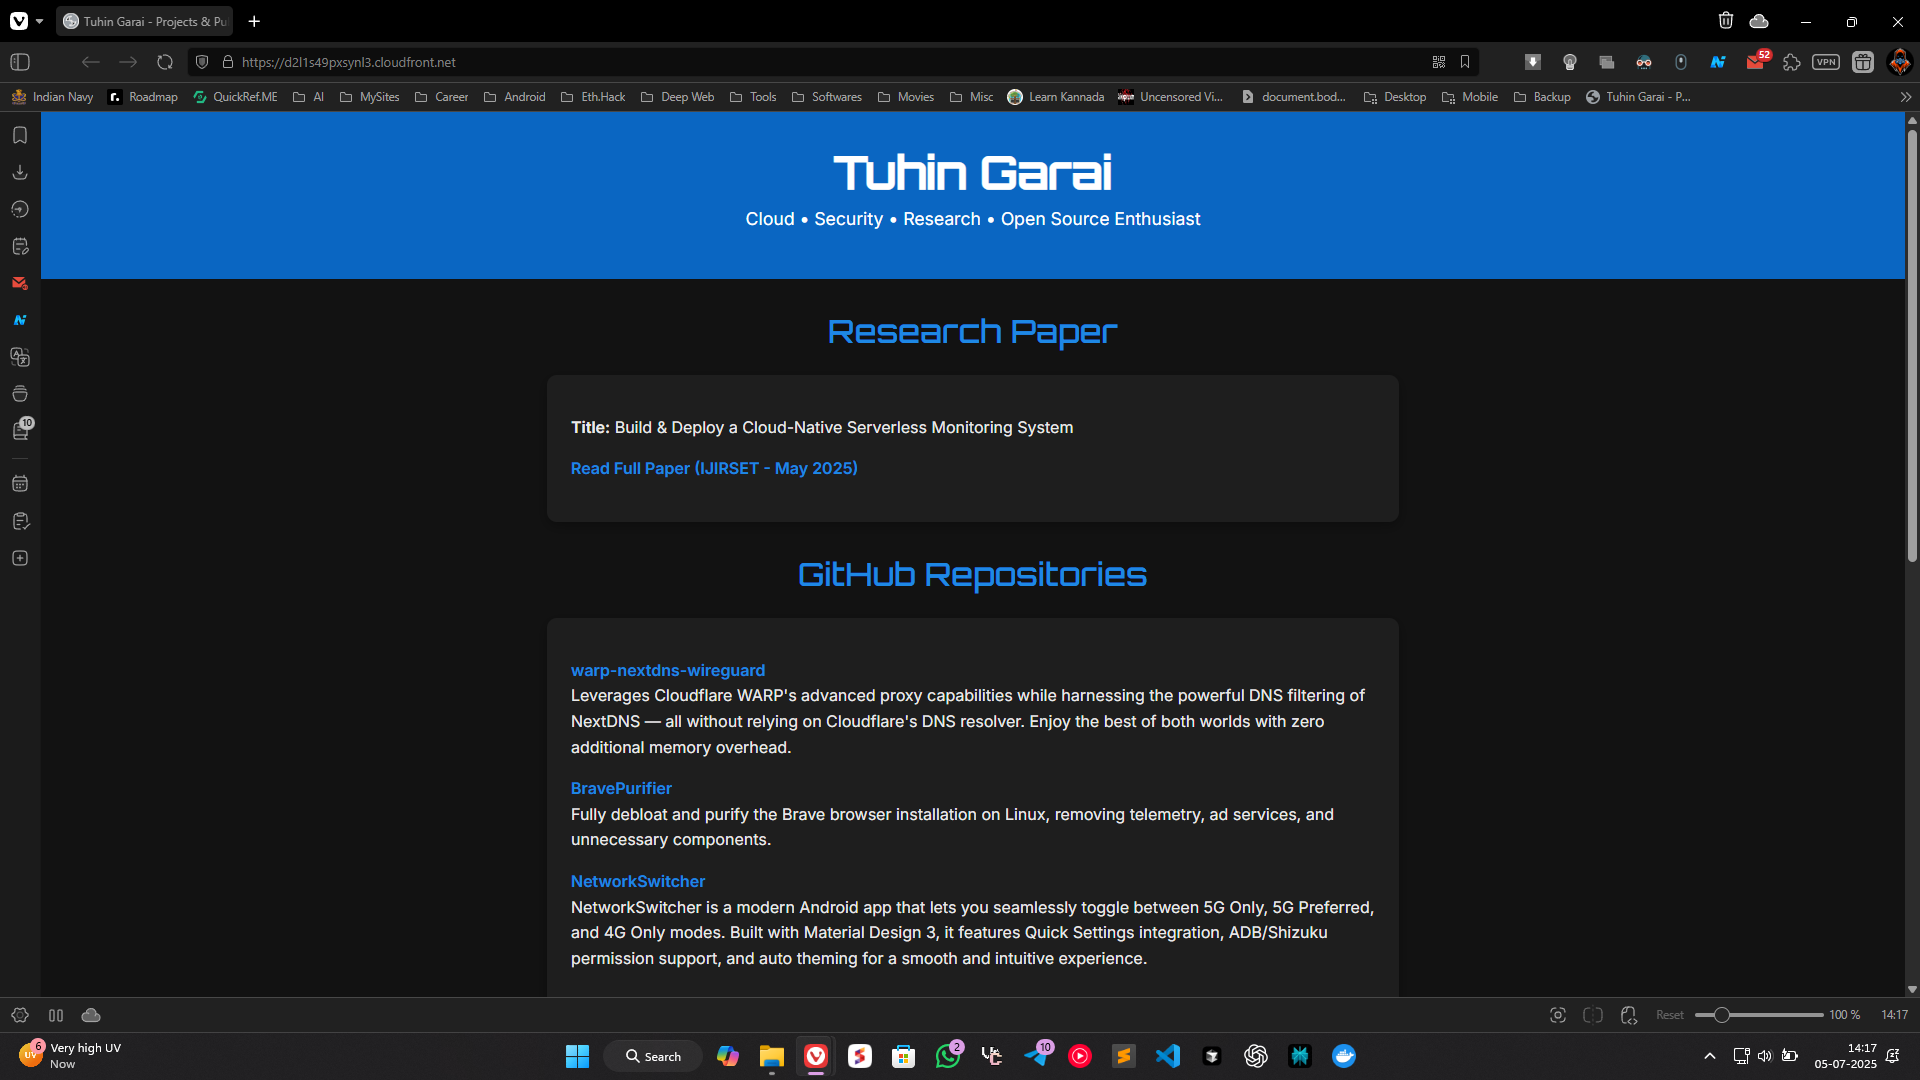 Tuhin Garai - Projects & Pu
https://d2l1s49pxsynl3.cloudfront.net
52
VPN
Indian Navy
r. Roadmap
QuickRef.ME
AI
MySites
Career
Android
Eth.Hack
Deep Web
Tools
Softwares
Movies
Misc
Learn Kannada
Uncensored Vi...
document.bod...
Desktop
Mobile
Backup
Tuhin Garai - P...
10
Tuhin Garai
Cloud • Security • Research • Open Source Enthusiast
Research Paper
Title: Build & Deploy a Cloud-Native Serverless Monitoring System
Read Full Paper (IJIRSET - May 2025)
GitHub Repositories
warp-nextdns-wireguard
Leverages Cloudflare WARP's advanced proxy capabilities while harnessing the powerful DNS filtering of
NextDNS — all without relying on Cloudflare's DNS resolver. Enjoy the best of both worlds with zero
additional memory overhead.
BravePurifier
Fully debloat and purify the Brave browser installation on Linux, removing telemetry, ad services, and
unnecessary components.
NetworkSwitcher
NetworkSwitcher is a modern Android app that lets you seamlessly toggle between 5G Only, 5G Preferred,
and 4G Only modes. Built with Material Design 3, it features Quick Settings integration, ADB/Shizuku
permission support, and auto theming for a smooth and intuitive experience.
Reset
100 %
14:17
UV
6
Very high UV
Now
Search
2
10
14:17
05-07-2025